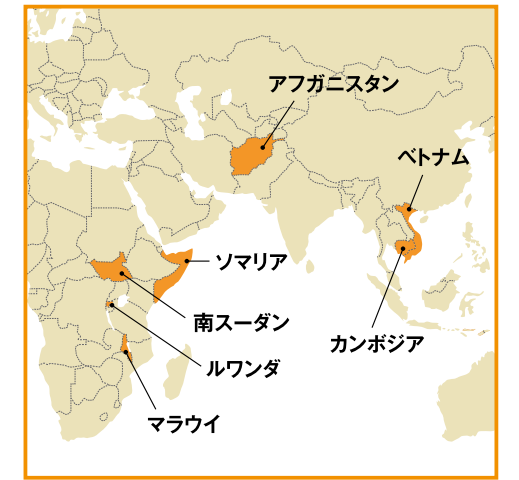 アフガニスタン
ベトナム
ソマリア
南スーダン
カンボジア
ルワンダ
マラウイ